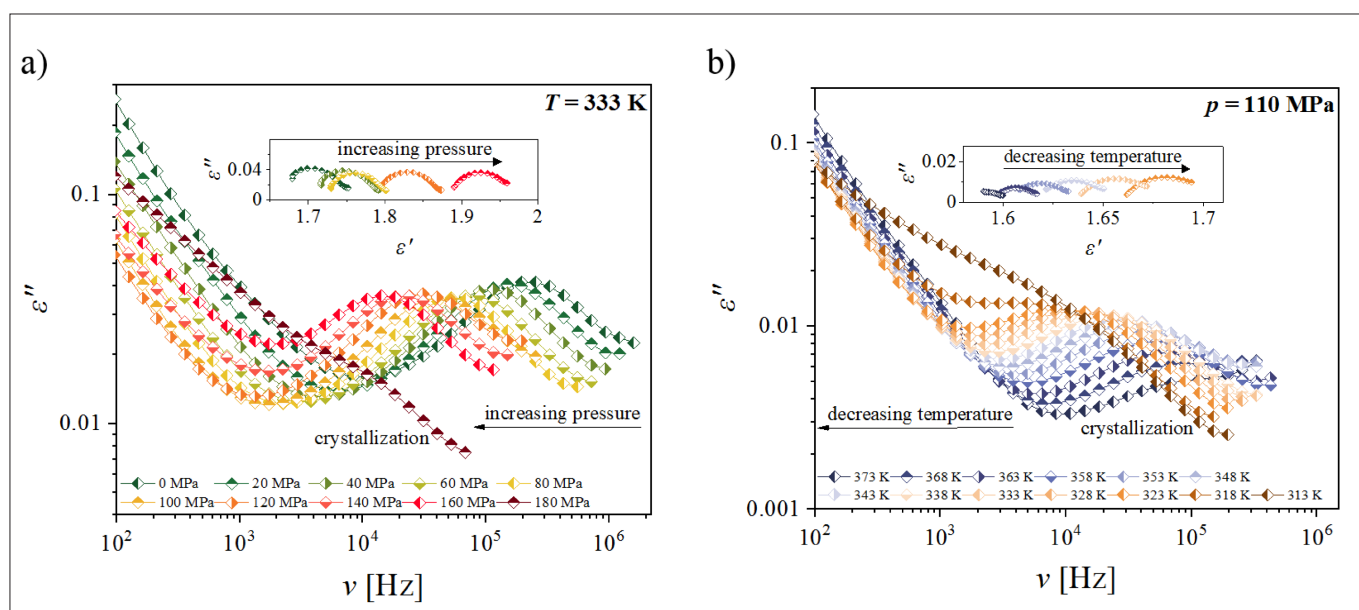 a)
T = 333 K
increasing pressure
ε″
0.04
0
1.7
1.8
1.9
2
ε′
0.1
0.01
ε″
increasing pressure
crystallization
0 MPa 20 MPa 40 MPa 60 MPa 80 MPa
100 MPa 120 MPa 140 MPa 160 MPa 180 MPa
10² 10³ 10⁴ 10⁵ 10⁶
ν [Hz]
b)
p = 110 MPa
decreasing temperature
ε″
0.02
0
1.6
1.65
1.7
ε′
0.1
0.01
0.001
ε″
decreasing temperature
crystallization
373 K 368 K 363 K 358 K 353 K 348 K
343 K 338 K 333 K 328 K 323 K 318 K 313 K
10² 10³ 10⁴ 10⁵ 10⁶
ν [Hz]